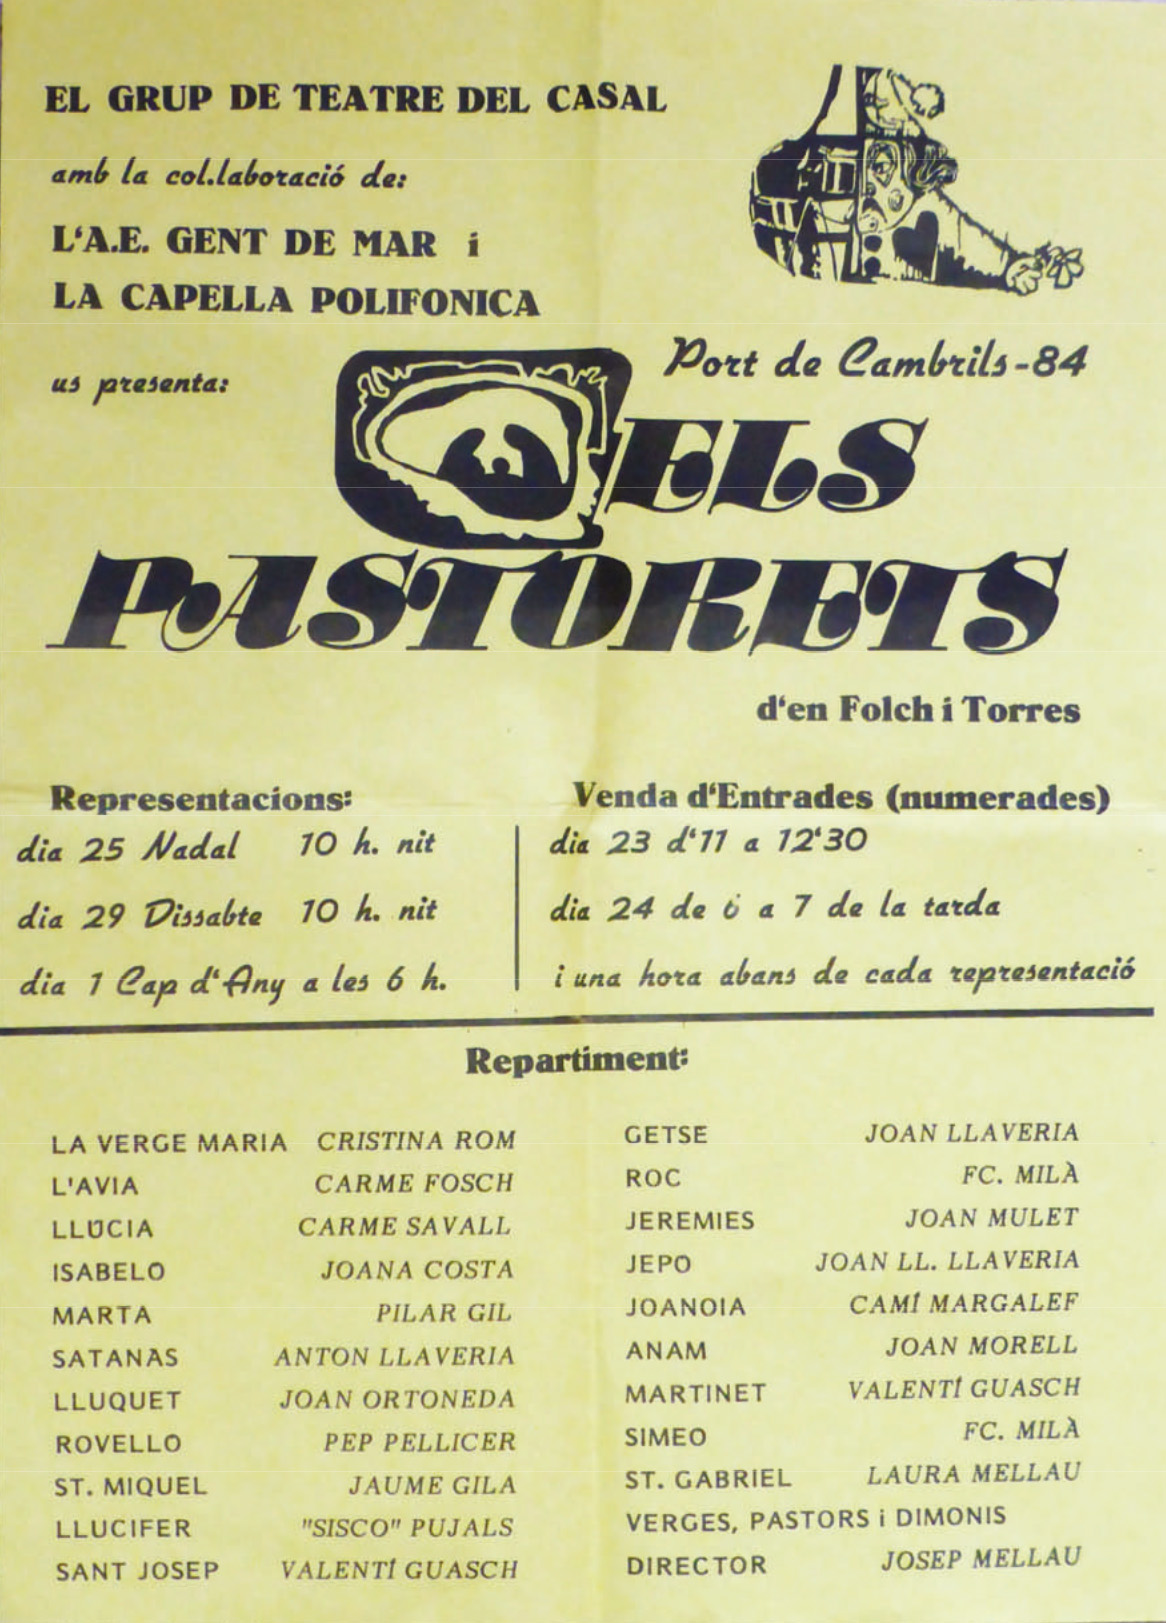 EL GRUP DE TEATRE DEL CASAL
amb la col.laboració de:
L'A.E. GENT DE MAR i
LA CAPELLA POLIFONICA
us presenta:
Port de Cambrils-84
ELS
PASTORETS
d'en Folch i Torres
Representacions:
dia 25 Nadal 10 h. nit
dia 29 Dissabte 10 h. nit
dia 1 Cap d'Any a les 6 h.
Venda d'Entrades (numerades)
dia 23 d'11 a 12'30
dia 24 de 6 a 7 de la tarda
i una hora abans de cada representació
Repartiment:
LA VERGE MARIA CRISTINA ROM
L'AVIA CARME FOSCH
LLUCIA CARME SAVALL
ISABELO JOANA COSTA
MARTA PILAR GIL
SATANAS ANTON LLAVERIA
LLUQUET JOAN ORTONEDA
ROVELLO PEP PELLICER
ST. MIQUEL JAUME GILA
LLUCIFER "SISCO" PUJALS
SANT JOSEP VALENTÍ GUASCH
GETSE JOAN LLAVERIA
ROC FC. MILÀ
JEREMIES JOAN MULET
JEPO JOAN LL. LLAVERIA
JOANOIA CAMÍ MARGALEF
ANAM JOAN MORELL
MARTINET VALENTÍ GUASCH
SIMEO FC. MILÀ
ST. GABRIEL LAURA MELLAU
VERGES, PASTORS i DIMONIS
DIRECTOR JOSEP MELLAU